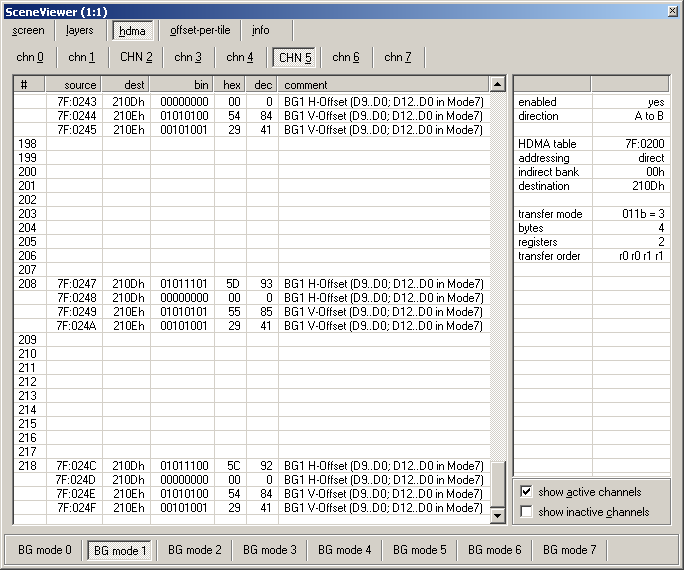 SceneViewer (1:1)
screen layers hdma offset-per-tile info
chn 0 chn 1 CHN 2 chn 3 chn 4 CHN 5 chn 6 chn 7
# source dest bin hex dec comment
7F:0243 210Dh 00000000 00 0 BG1 H-Offset (D9..D0; D12..D0 in Mode7) enabled yes
7F:0244 210Eh 01010100 54 84 BG1 V-Offset (D9..D0; D12..D0 in Mode7) direction A to B
7F:0245 210Eh 00101001 29 41 BG1 V-Offset (D9..D0; D12..D0 in Mode7)
198 HDMA table 7F:0200
199 addressing direct
200 indirect bank 00h
201 destination 210Dh
202
203 transfer mode 011b = 3
204 bytes 4
205 registers 2
206 transfer order r0 r0 r1 r1
207
208 7F:0247 210Dh 01011101 5D 93 BG1 H-Offset (D9..D0; D12..D0 in Mode7)
7F:0248 210Dh 00000000 00 0 BG1 H-Offset (D9..D0; D12..D0 in Mode7)
7F:0249 210Eh 01010101 55 85 BG1 V-Offset (D9..D0; D12..D0 in Mode7)
7F:024A 210Eh 00101001 29 41 BG1 V-Offset (D9..D0; D12..D0 in Mode7)
209
210
211
212
213
214
215
216
217
218 7F:024C 210Dh 01011100 5C 92 BG1 H-Offset (D9..D0; D12..D0 in Mode7)
7F:024D 210Dh 00000000 00 0 BG1 H-Offset (D9..D0; D12..D0 in Mode7)
7F:024E 210Eh 01010100 54 84 BG1 V-Offset (D9..D0; D12..D0 in Mode7)
7F:024F 210Eh 00101001 29 41 BG1 V-Offset (D9..D0; D12..D0 in Mode7)
show active channels
show inactive channels
BG mode 0 BG mode 1 BG mode 2 BG mode 3 BG mode 4 BG mode 5 BG mode 6 BG mode 7